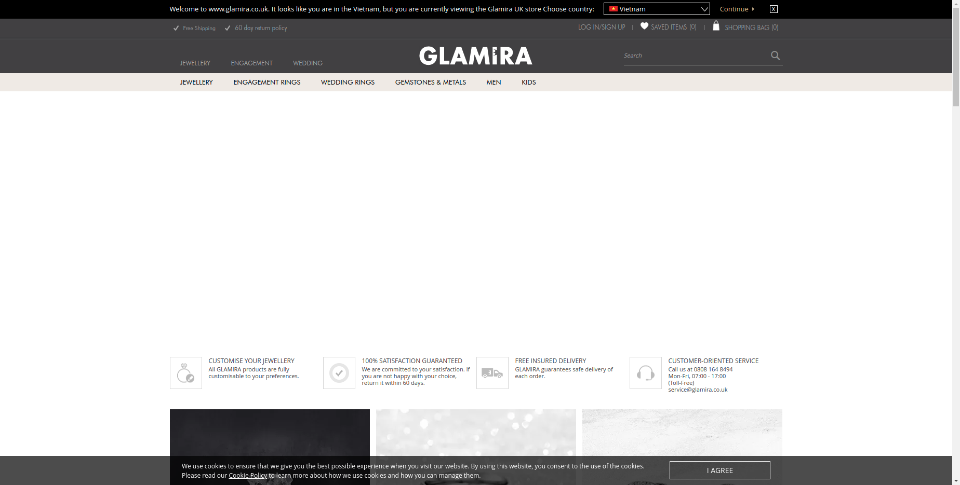 Welcome to www.glamira.co.uk. It looks like you are in the Vietnam, but you are currently viewing the Glamira UK store Choose country: Vietnam Continue X
Free Shipping 60 day return policy LOG IN/SIGN UP | SAVED ITEMS (0) | SHOPPING BAG (0)
JEWELLERY ENGAGEMENT WEDDING GLAMIRA Search
JEWELLERY ENGAGEMENT RINGS WEDDING RINGS GEMSTONES & METALS MEN KIDS
CUSTOMISE YOUR JEWELLERY
All GLAMIRA products are fully
customisable to your preferences.
100% SATISFACTION GUARANTEED
We are committed to your satisfaction. If
you are not happy with your choice,
return it within 60 days.
FREE INSURED DELIVERY
GLAMIRA guarantees safe delivery of
each order.
CUSTOMER-ORIENTED SERVICE
Call us at 0808 164 8494
Mon-Fri, 07:00 - 17:00
(Toll-Free)
service@glamira.co.uk
We use cookies to ensure that we give you the best possible experience when you visit our website. By using this website, you consent to the use of the cookies.
Please read our Cookie Policy to learn more about how we use cookies and how you can manage them.
I AGREE